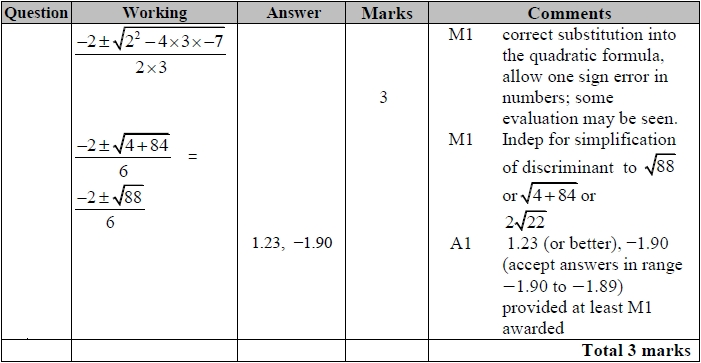 Question Working Answer Marks Comments
−2±√2²−4×3×−7
2×3
M1 correct substitution into
the quadratic formula,
allow one sign error in
numbers; some
evaluation may be seen.
3
−2±√4+84 =
6
−2±√88
6
M1 Indep for simplification
of discriminant to √88
or √4+84 or
2√22
1.23, −1.90
A1 1.23 (or better), −1.90
(accept answers in range
−1.90 to −1.89)
provided at least M1
awarded
Total 3 marks